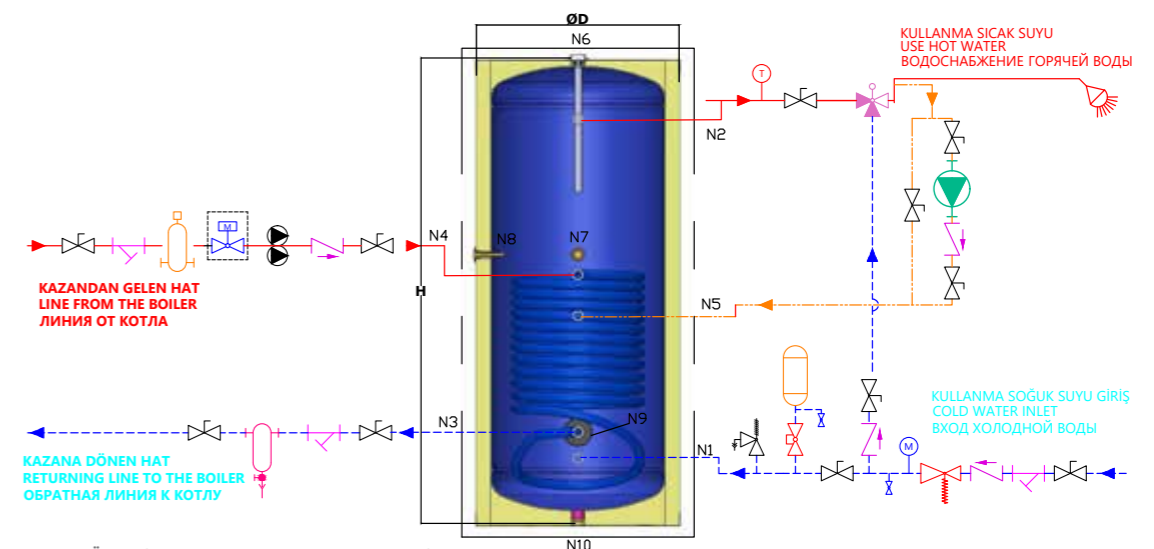 ØD
N6
KULLANMA SICAK SUYU
USE HOT WATER
ВОДОСНАБЖЕНИЕ ГОРЯЧЕЙ ВОДЫ
T
N2
M
N4
N8
N7
KAZANDAN GELEN HAT
LINE FROM THE BOILER
ЛИНИЯ ОТ КОТЛА
H
N5
KULLANMA SOĞUK SUYU GİRİŞ
COLD WATER INLET
ВХОД ХОЛОДНОЙ ВОДЫ
N3
N9
N1
M
KAZANA DÖNEN HAT
RETURNING LINE TO THE BOILER
ОБРАТНАЯ ЛИНИЯ К КОТЛУ
N10